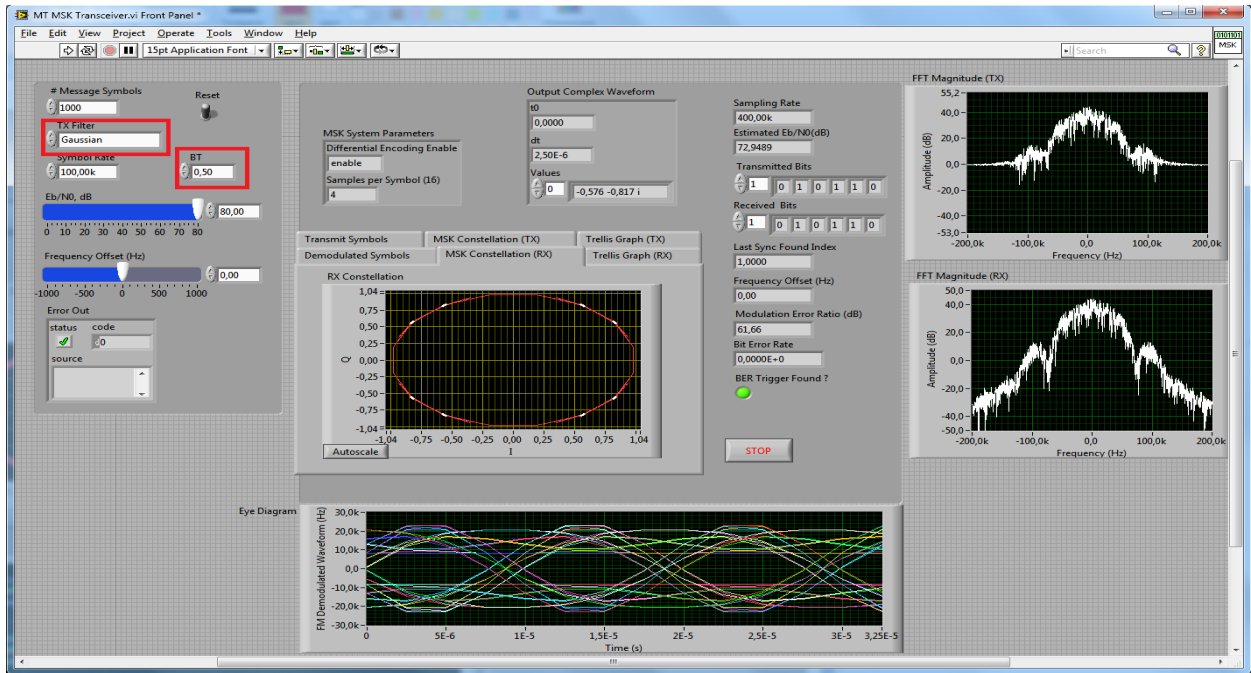 MT MSK Transceiver.vi Front Panel *
File Edit View Project Operate Tools Window Help
15pt Application Font
Search
0101101
MSK
# Message Symbols
1000
Reset
TX Filter
Gaussian
Symbol Rate
100,00k
BT
0,50
Eb/N0, dB
80,00
0 10 20 30 40 50 60 70 80
Frequency Offset (Hz)
0,00
-1000 -500 0 500 1000
Error Out
status code
0
source
MSK System Parameters
Differential Encoding Enable
enable
Samples per Symbol (16)
4
Output Complex Waveform
t0
0,0000
dt
2,50E-6
Values
0 -0,576 -0,817 i
Transmit Symbols MSK Constellation (TX) Trellis Graph (TX)
Demodulated Symbols MSK Constellation (RX) Trellis Graph (RX)
RX Constellation
1,04
0,75
0,50
0,25
Q
0,00
-0,25
-0,50
-0,75
-1,04
-1,04 -0,75 -0,50 -0,25 0,00 0,25 0,50 0,75 1,04
I
Autoscale
Sampling Rate
400,00k
Estimated Eb/N0(dB)
72,9489
Transmitted Bits
1 0 1 0 1 1 0
Received Bits
1 0 1 0 1 1 0
Last Sync Found Index
1,0000
Frequency Offset (Hz)
0,00
Modulation Error Ratio (dB)
61,66
Bit Error Rate
0,0000E+0
BER Trigger Found ?
STOP
FFT Magnitude (TX)
Amplitude (dB)
55,2
40,0
20,0
0,0
-20,0
-40,0
-53,0
-200,0k -100,0k 0,0 100,0k 200,0k
Frequency (Hz)
FFT Magnitude (RX)
Amplitude (dB)
50,0
40,0
20,0
0,0
-20,0
-40,0
-50,0
-200,0k -100,0k 0,0 100,0k 200,0k
Frequency (Hz)
Eye Diagram
FM Demodulated Waveform (Hz)
30,0k
20,0k
10,0k
0,0
-10,0k
-20,0k
-30,0k
0 5E-6 1E-5 1,5E-5 2E-5 2,5E-5 3E-5 3,25E-5
Time (s)